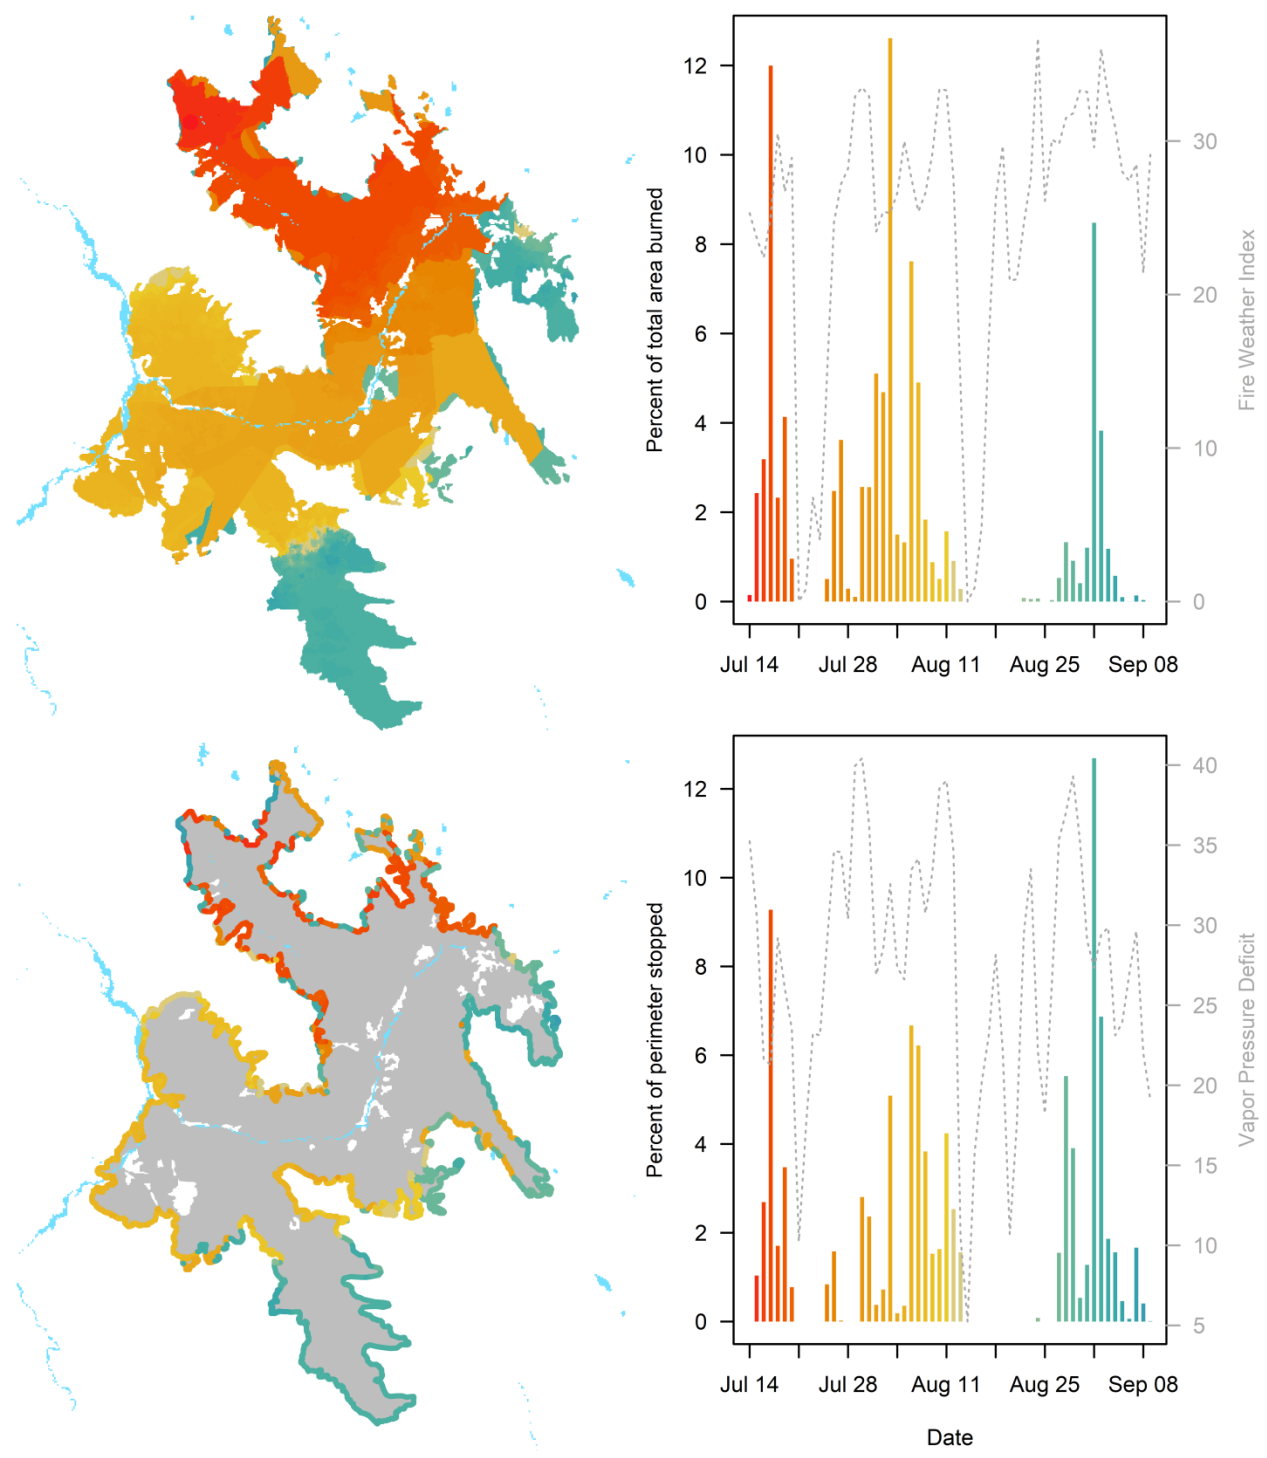 12
10
8
6
4
2
0
Percent of total area burned
30
20
10
0
Fire Weather Index
Jul 14
Jul 28
Aug 11
Aug 25
Sep 08
12
10
8
6
4
2
0
Percent of perimeter stopped
40
35
30
25
20
15
10
5
Vapor Pressure Deficit
Jul 14
Jul 28
Aug 11
Aug 25
Sep 08
Date